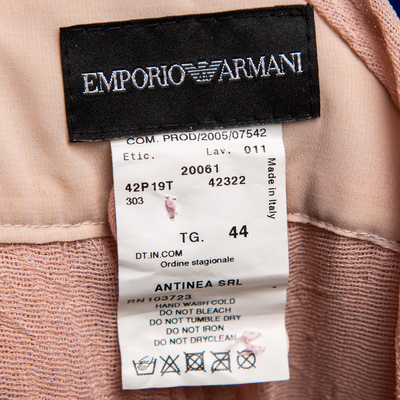 EMPORIO ARMANI
COM. PROD/2005/07542
Etic. Lav. 011
20061
42P19T 42322
303
Made in Italy
TG. 44
DT.IN.COM
Ordine stagionale
ANTINEA SRL
RN103723
HAND WASH COLD
DO NOT BLEACH
DO NOT TUMBLE DRY
DO NOT IRON
DO NOT DRYCLEAN